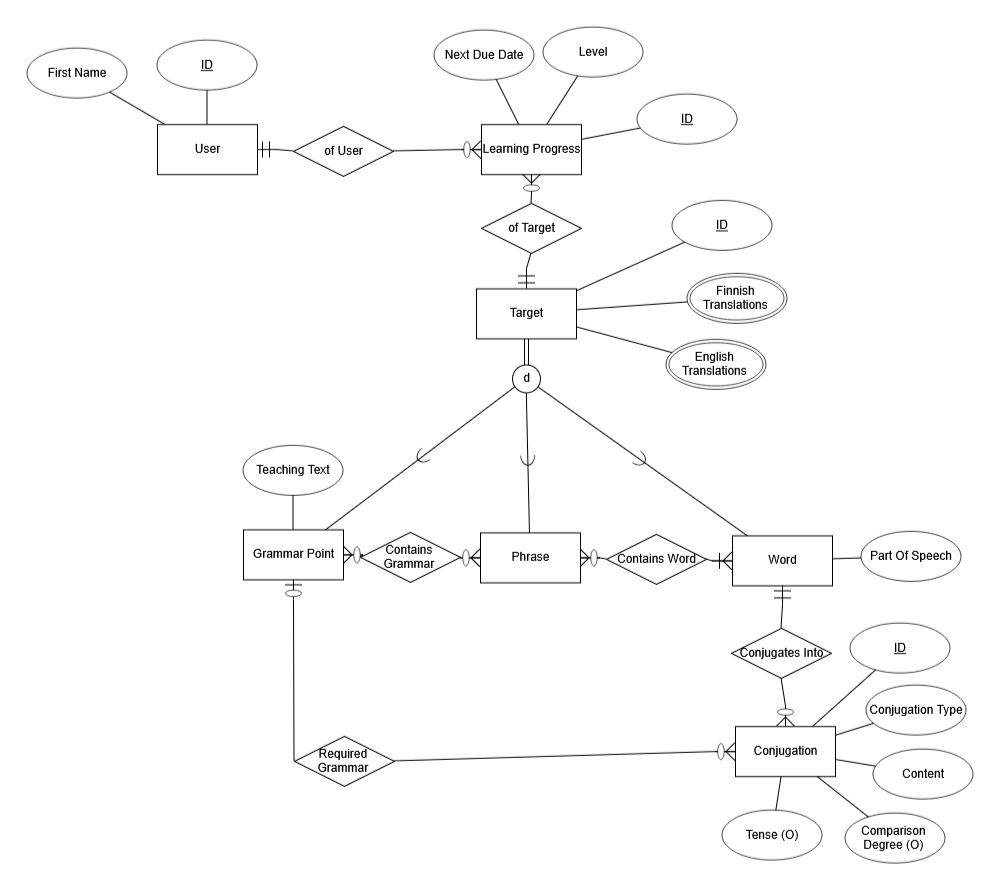 First Name
ID
Next Due Date
Level
ID
User
of User
Learning Progress
of Target
ID
Finnish
Translations
Target
English
Translations
d
Teaching Text
Grammar Point
Contains
Grammar
Phrase
Contains Word
Word
Part Of Speech
Conjugates Into
ID
Conjugation Type
Required
Grammar
Conjugation
Content
Tense (O)
Comparison
Degree (O)